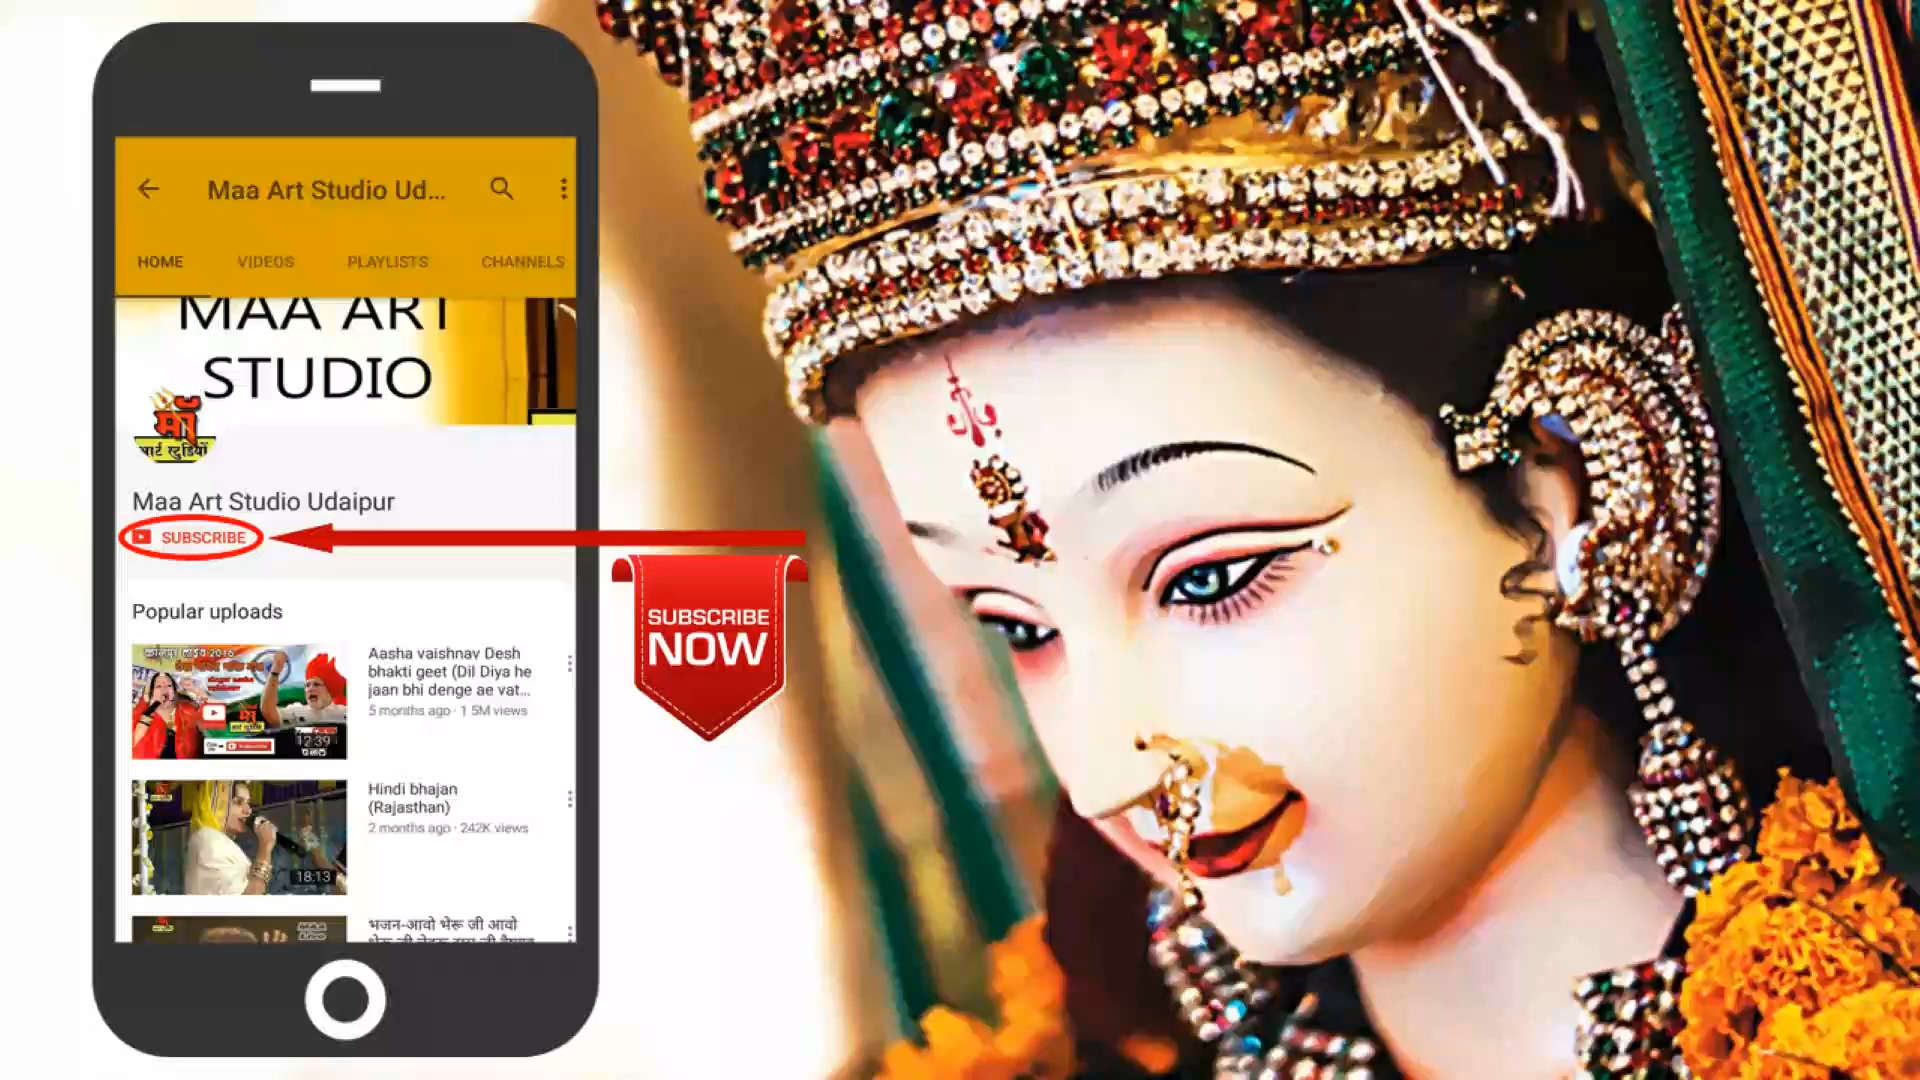 Maa Art Studio Ud...
HOME VIDEOS PLAYLISTS CHANNELS
MAA ART
STUDIO
माँ
आर्ट स्टुडियों
Maa Art Studio Udaipur
SUBSCRIBE
SUBSCRIBE
NOW
Popular uploads
Aasha vaishnav Desh
bhakti geet (Dil Diya he
jaan bhi denge ae vat...
5 months ago · 1.5M views
12:39
Hindi bhajan
(Rajasthan)
2 months ago · 242K views
18:13
भजन-आवो भेरू जी आवो